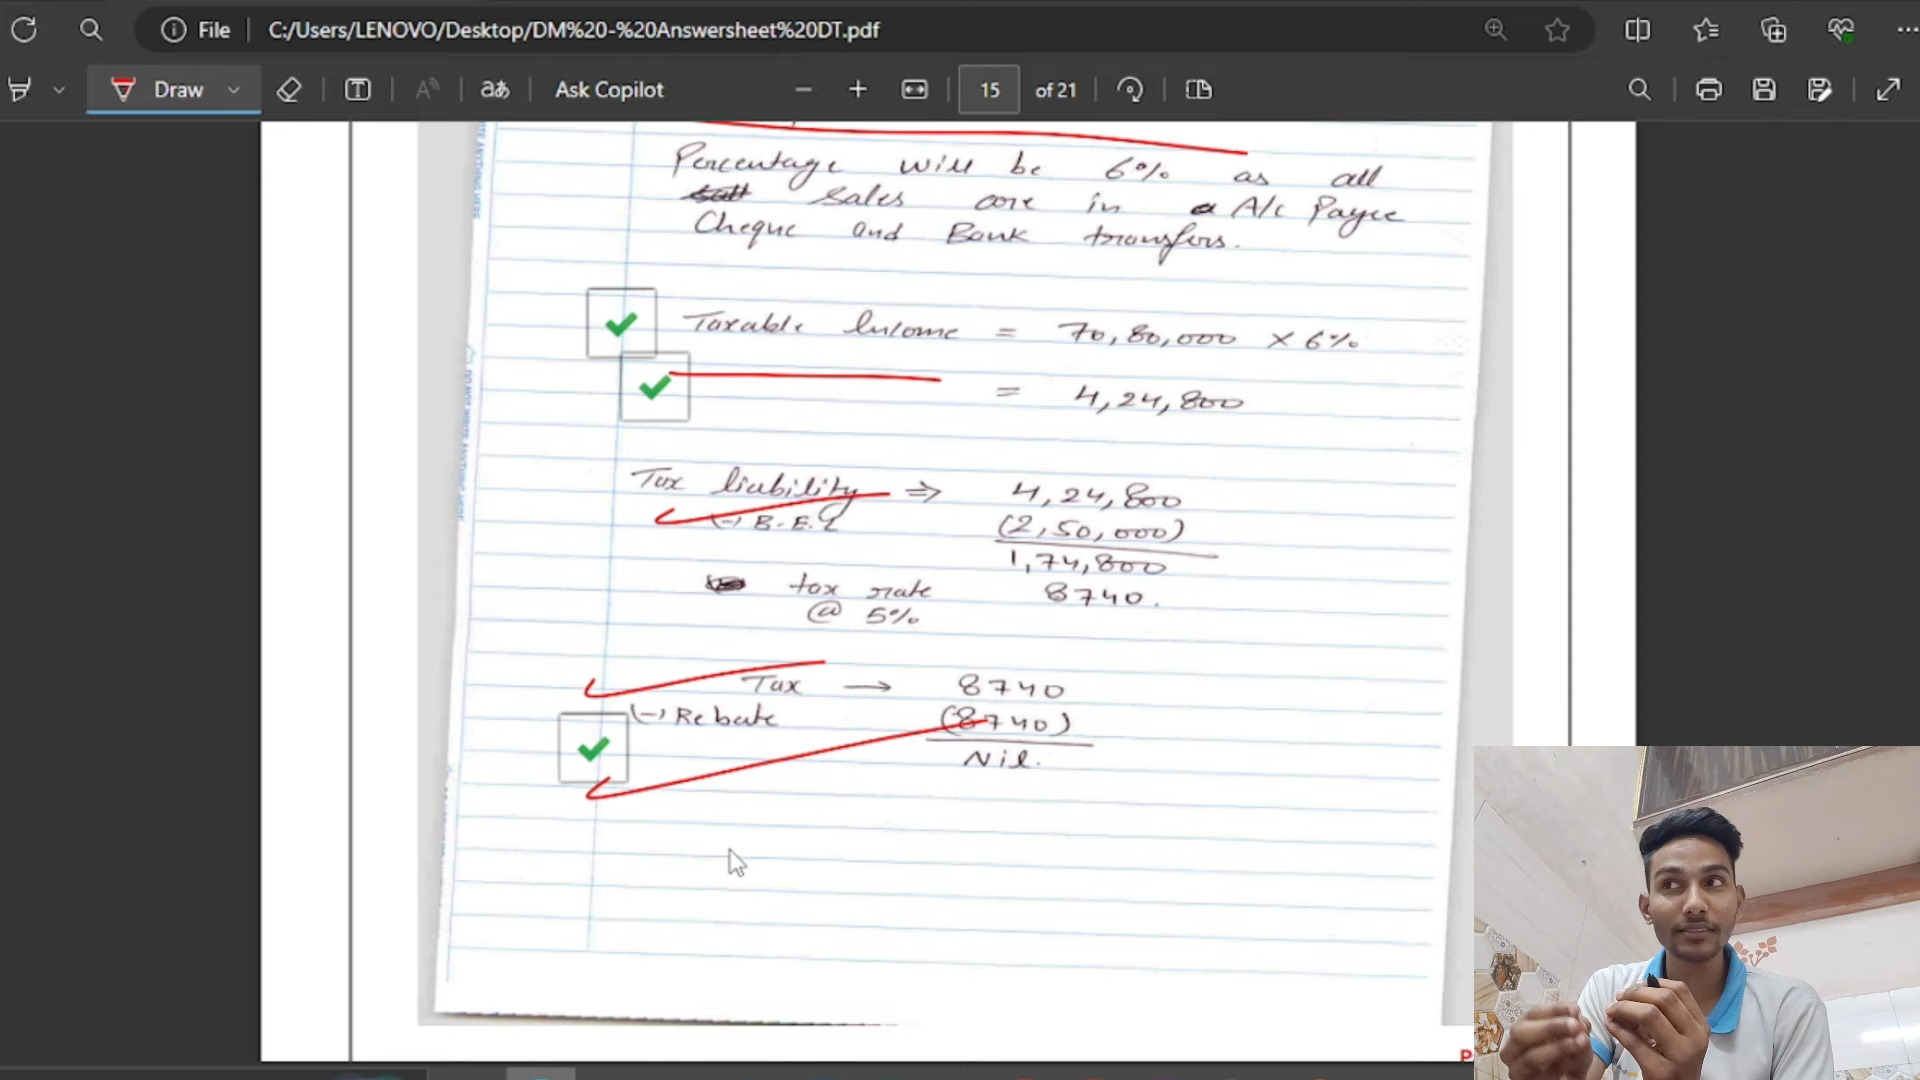 File C:/Users/LENOVO/Desktop/DM%20-%20Answersheet%20DT.pdf
Draw aあ Ask Copilot 15 of 21
Percentage will be 6% as all
sales are in A/c Payee
Cheque and Bank transfers.
Taxable Income = 70,80,000 × 6%
= 4,24,800
Tax liability ⇒ 4,24,800
(-) B.E.L (2,50,000)
1,74,800
tax rate 8740.
@ 5%
Tax → 8740
(-) Rebate (8740)
Nil.